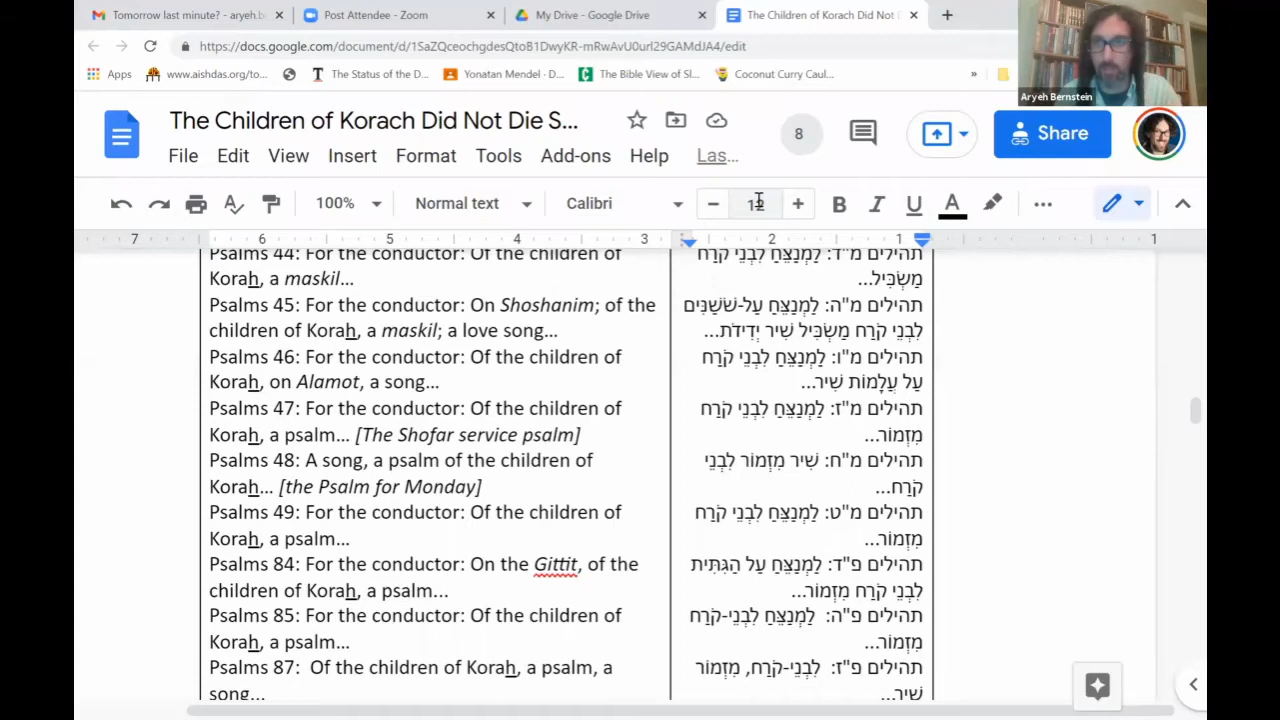 Tomorrow last minute? - aryeh.b
Post Attendee - Zoom
My Drive - Google Drive
The Children of Korach Did Not D
https://docs.google.com/document/d/1SaZQceochgdesQtoB1DwyKR-mRwAvU0url29GAMdJA4/edit
Apps
www.aishdas.org/to...
The Status of the D...
Yonatan Mendel · D...
The Bible View of Sl...
Coconut Curry Caul...
»
Aryeh Bernstein
The Children of Korach Did Not Die S...
8
Share
File Edit View Insert Format Tools Add-ons Help Las...
100% Normal text Calibri 12 B I U A
7 6 5 4 3 2 1 1
Psalms 44: For the conductor: Of the children of
Korah, a maskil...
Psalms 45: For the conductor: On Shoshanim; of the
children of Korah, a maskil; a love song...
Psalms 46: For the conductor: Of the children of
Korah, on Alamot, a song...
Psalms 47: For the conductor: Of the children of
Korah, a psalm... [The Shofar service psalm]
Psalms 48: A song, a psalm of the children of
Korah... [the Psalm for Monday]
Psalms 49: For the conductor: Of the children of
Korah, a psalm...
Psalms 84: For the conductor: On the Gittit, of the
children of Korah, a psalm...
Psalms 85: For the conductor: Of the children of
Korah, a psalm...
Psalms 87: Of the children of Korah, a psalm, a
song...
תהילים מ"ד: לַמְנַצֵּחַ לִבְנֵי קֹרַח
מַשְׂכִּיל...
תהילים מ"ה: לַמְנַצֵּחַ עַל-שֹׁשַׁנִּים
לִבְנֵי קֹרַח מַשְׂכִּיל שִׁיר יְדִידֹת...
תהילים מ"ו: לַמְנַצֵּחַ לִבְנֵי קֹרַח
עַל עֲלָמוֹת שִׁיר...
תהילים מ"ז: לַמְנַצֵּחַ לִבְנֵי קֹרַח
מִזְמוֹר...
תהילים מ"ח: שִׁיר מִזְמוֹר לִבְנֵי
קֹרַח...
תהילים מ"ט: לַמְנַצֵּחַ לִבְנֵי קֹרַח
מִזְמוֹר...
תהילים פ"ד: לַמְנַצֵּחַ עַל הַגִּתִּית
לִבְנֵי קֹרַח מִזְמוֹר...
תהילים פ"ה: לַמְנַצֵּחַ לִבְנֵי-קֹרַח
מִזְמוֹר...
תהילים פ"ז: לִבְנֵי-קֹרַח, מִזְמוֹר
שִׁיר...